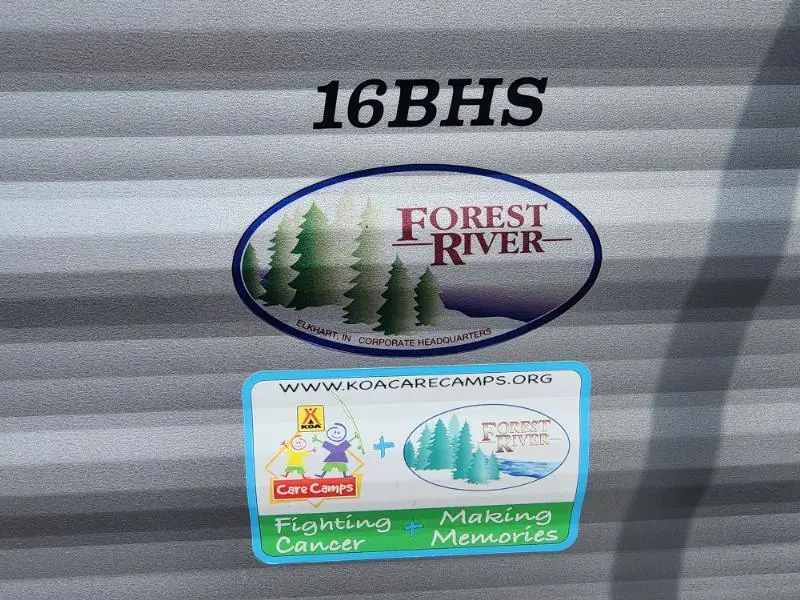 16BHS
FOREST
RIVER
ELKHART, IN CORPORATE HEADQUARTERS
WWW.KOACARECAMPS.ORG
KOA
Care Camps
+
FOREST
RIVER
Fighting + Making
Cancer Memories